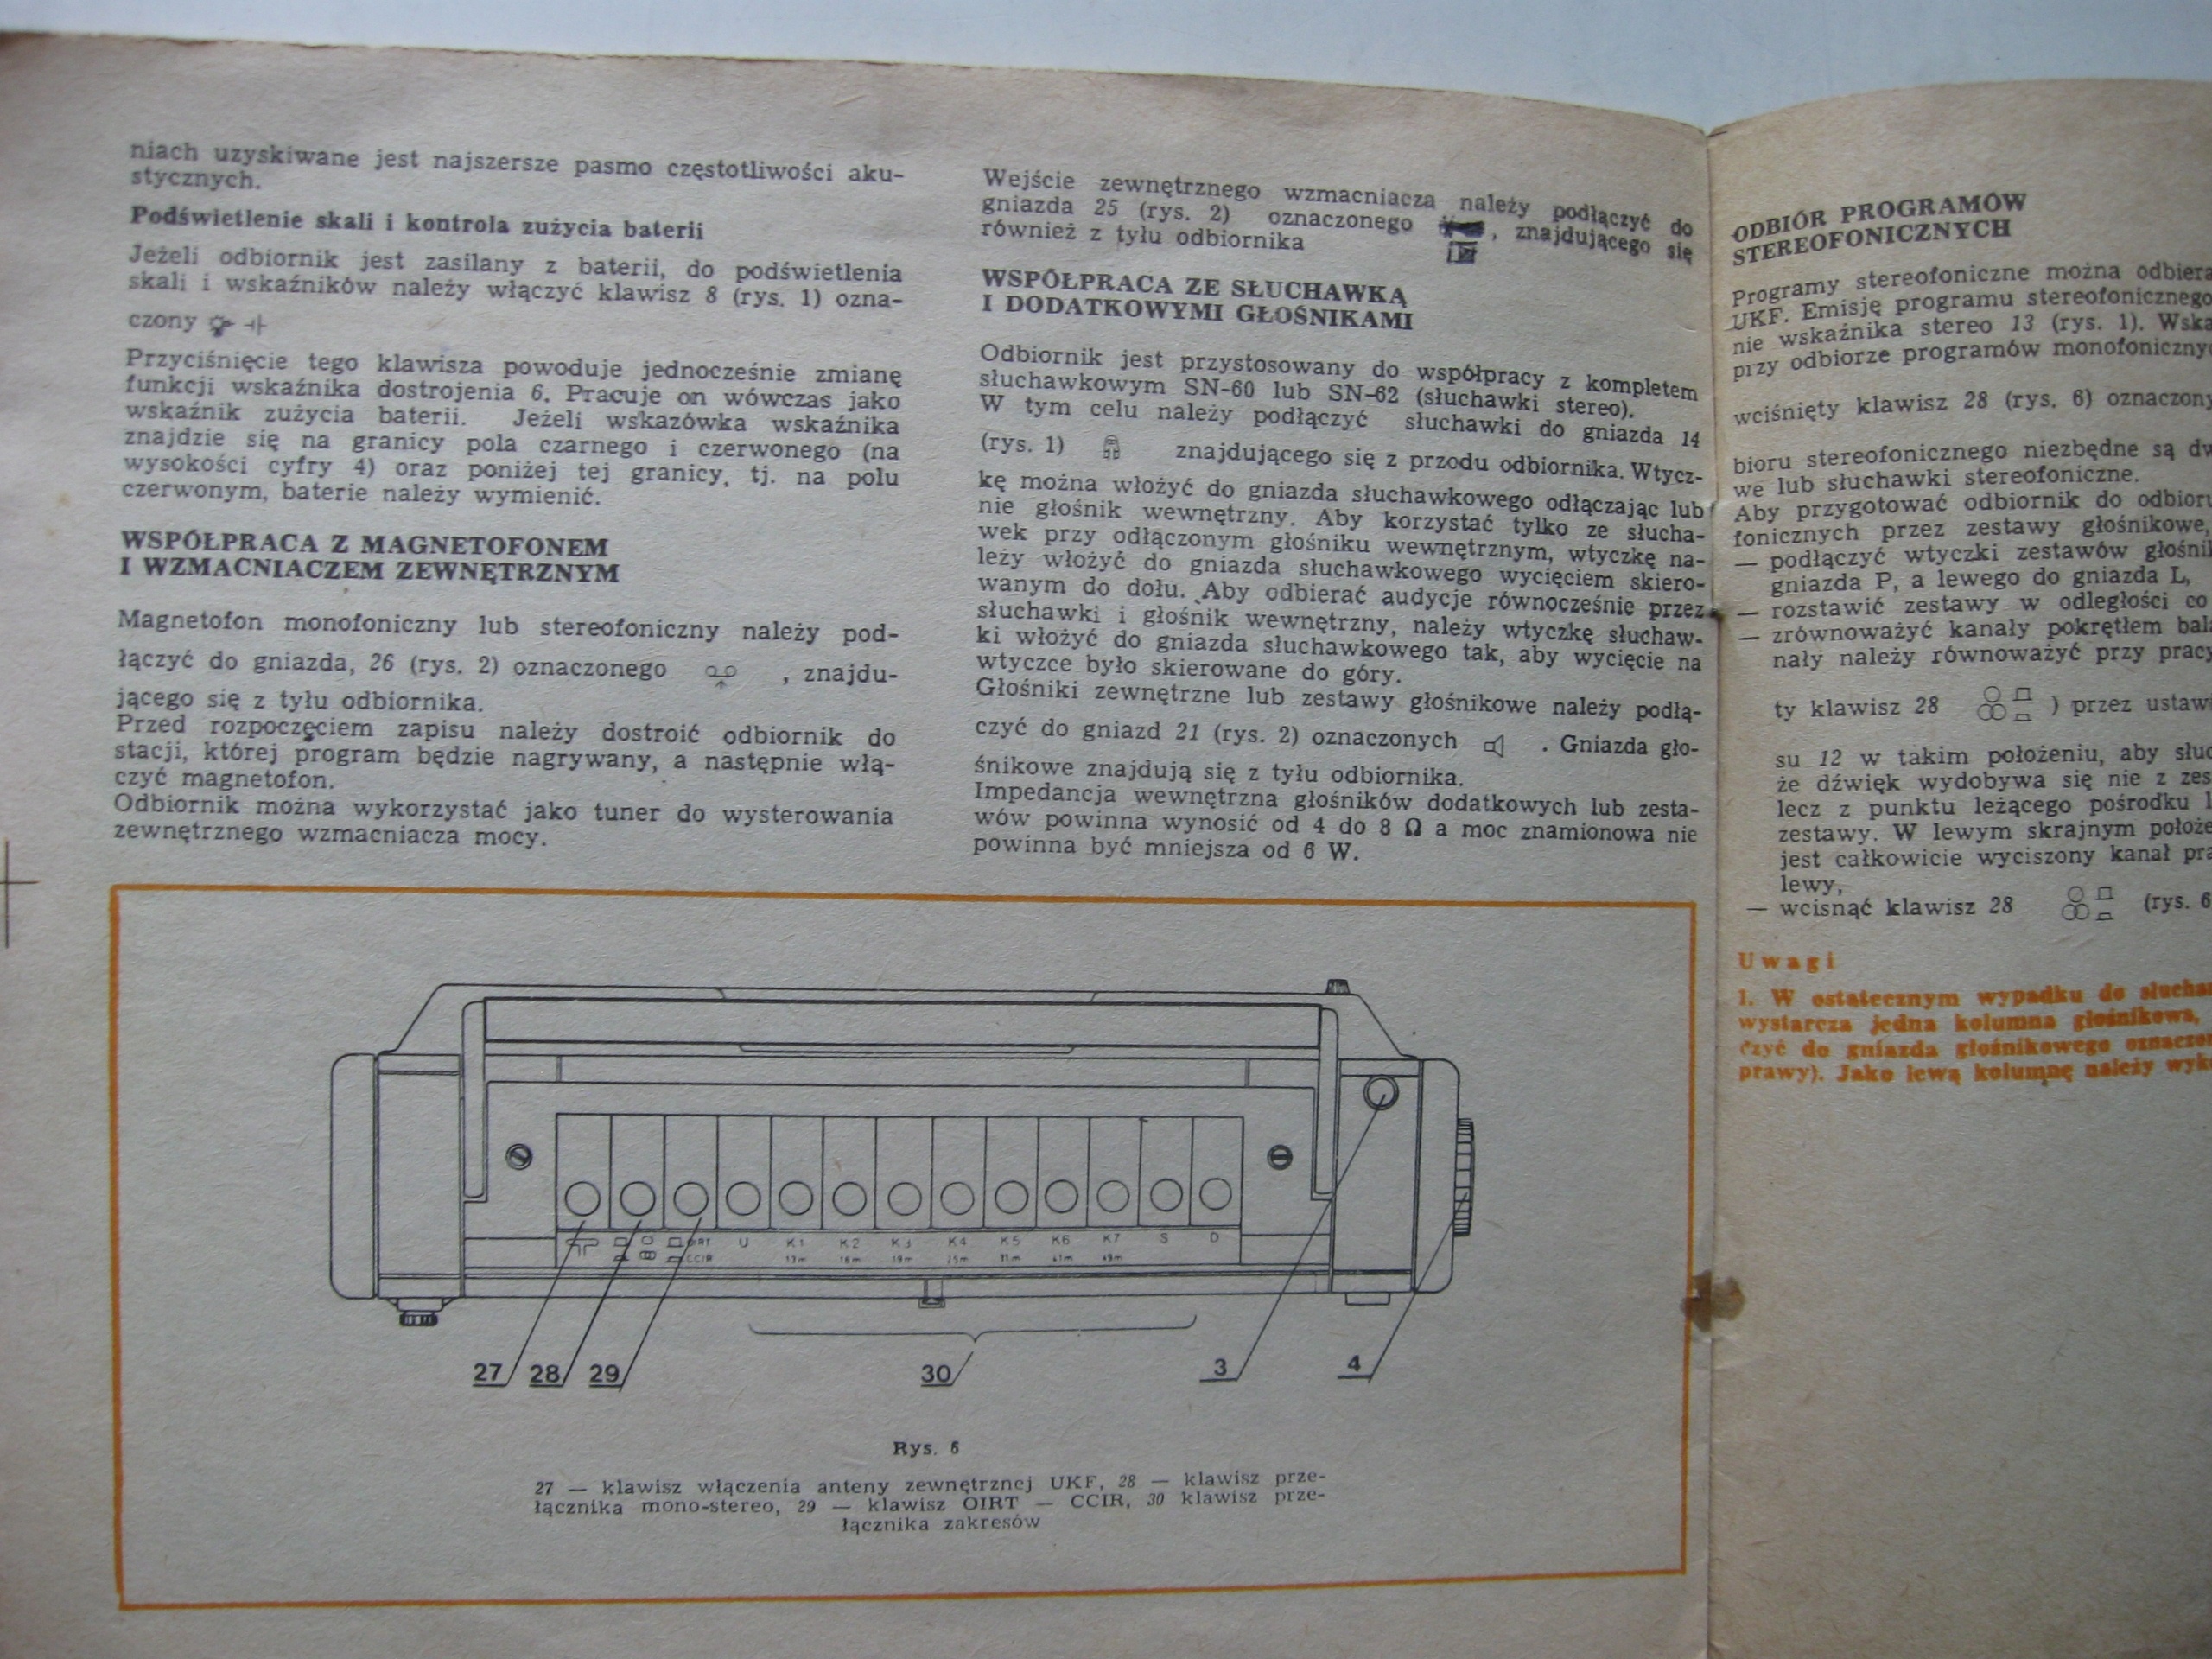 niach uzyskiwane jest najszersze pasmo częstotliwości aku-
stycznych.
Podświetlenie skali i kontrola zużycia baterii
Jeżeli odbiornik jest zasilany z baterii, do podświetlenia
skali i wskaźników należy włączyć klawisz 8 (rys. 1) ozna-
czony
Przyciśnięcie tego klawisza powoduje jednocześnie zmianę
funkcji wskaźnika dostrojenia 6. Pracuje on wówczas jako
wskaźnik zużycia baterii. Jeżeli wskazówka wskaźnika
znajdzie się na granicy pola czarnego i czerwonego (na
wysokości cyfry 4) oraz poniżej tej granicy, tj. na polu
czerwonym, baterie należy wymienić.
WSPÓŁPRACA Z MAGNETOFONEM
I WZMACNIACZEM ZEWNĘTRZNYM
Magnetofon monofoniczny lub stereofoniczny należy pod-
łączyć do gniazda, 26 (rys. 2) oznaczonego , znajdu-
jącego się z tyłu odbiornika.
Przed rozpoczęciem zapisu należy dostroić odbiornik do
stacji, której program będzie nagrywany, a następnie włą-
czyć magnetofon.
Odbiornik można wykorzystać jako tuner do wysterowania
zewnętrznego wzmacniacza mocy.
Wejście zewnętrznego wzmacniacza należy podłączyć do
gniazda 25 (rys. 2) oznaczonego , znajdującego się
również z tyłu odbiornika
WSPÓŁPRACA ZE SŁUCHAWKĄ
I DODATKOWYMI GŁOŚNIKAMI
Odbiornik jest przystosowany do współpracy z kompletem
słuchawkowym SN-60 lub SN-62 (słuchawki stereo).
W tym celu należy podłączyć słuchawki do gniazda 14
(rys. 1) znajdującego się z przodu odbiornika. Wtycz-
kę można włożyć do gniazda słuchawkowego odłączając lub
nie głośnik wewnętrzny. Aby korzystać tylko ze słucha-
wek przy odłączonym głośniku wewnętrznym, wtyczkę na-
leży włożyć do gniazda słuchawkowego wycięciem skiero-
wanym do dołu. Aby odbierać audycje równocześnie przez
słuchawki i głośnik wewnętrzny, należy wtyczkę słuchaw-
ki włożyć do gniazda słuchawkowego tak, aby wycięcie na
wtyczce było skierowane do góry.
Głośniki zewnętrzne lub zestawy głośnikowe należy podłą-
czyć do gniazd 21 (rys. 2) oznaczonych . Gniazda gło-
śnikowe znajdują się z tyłu odbiornika.
Impedancja wewnętrzna głośników dodatkowych lub zesta-
wów powinna wynosić od 4 do 8 Ω a moc znamionowa nie
powinna być mniejsza od 6 W.
OIRT U K1 K2 K3 K4 K5 K6 K7 S D
CCIR 13m 16m 19m 25m 31m 41m 49m
27 28 29 30 3 4
Rys. 6
27 — klawisz włączenia anteny zewnętrznej UKF, 28 — klawisz prze-
łącznika mono-stereo, 29 — klawisz OIRT — CCIR, 30 klawisz prze-
łącznika zakresów
ODBIÓR PROGRAMÓW
STEREOFONICZNYCH
Programy stereofoniczne można odbiera
UKF. Emisję programu stereofonicznego
nie wskaźnika stereo 13 (rys. 1). Wska
przy odbiorze programów monofoniczny
wciśnięty klawisz 28 (rys. 6) oznaczony
bioru stereofonicznego niezbędne są dw
we lub słuchawki stereofoniczne.
Aby przygotować odbiornik do odbioru
fonicznych przez zestawy głośnikowe,
— podłączyć wtyczki zestawów głośni
gniazda P, a lewego do gniazda L,
— rozstawić zestawy w odległości co
— zrównoważyć kanały pokrętłem bala
nały należy równoważyć przy pracy
ty klawisz 28 ) przez ustaw
su 12 w takim położeniu, aby słuc
że dźwięk wydobywa się nie z zes
lecz z punktu leżącego pośrodku l
zestawy. W lewym skrajnym położe
jest całkowicie wyciszony kanał pra
lewy,
— wcisnąć klawisz 28 (rys. 6
Uwagi
1. W ostatecznym wypadku do słucha
wystarcza jedna kolumna głośnikowa,
czyć do gniazda głośnikowego oznaczon
prawy). Jako lewą kolumnę należy wyk